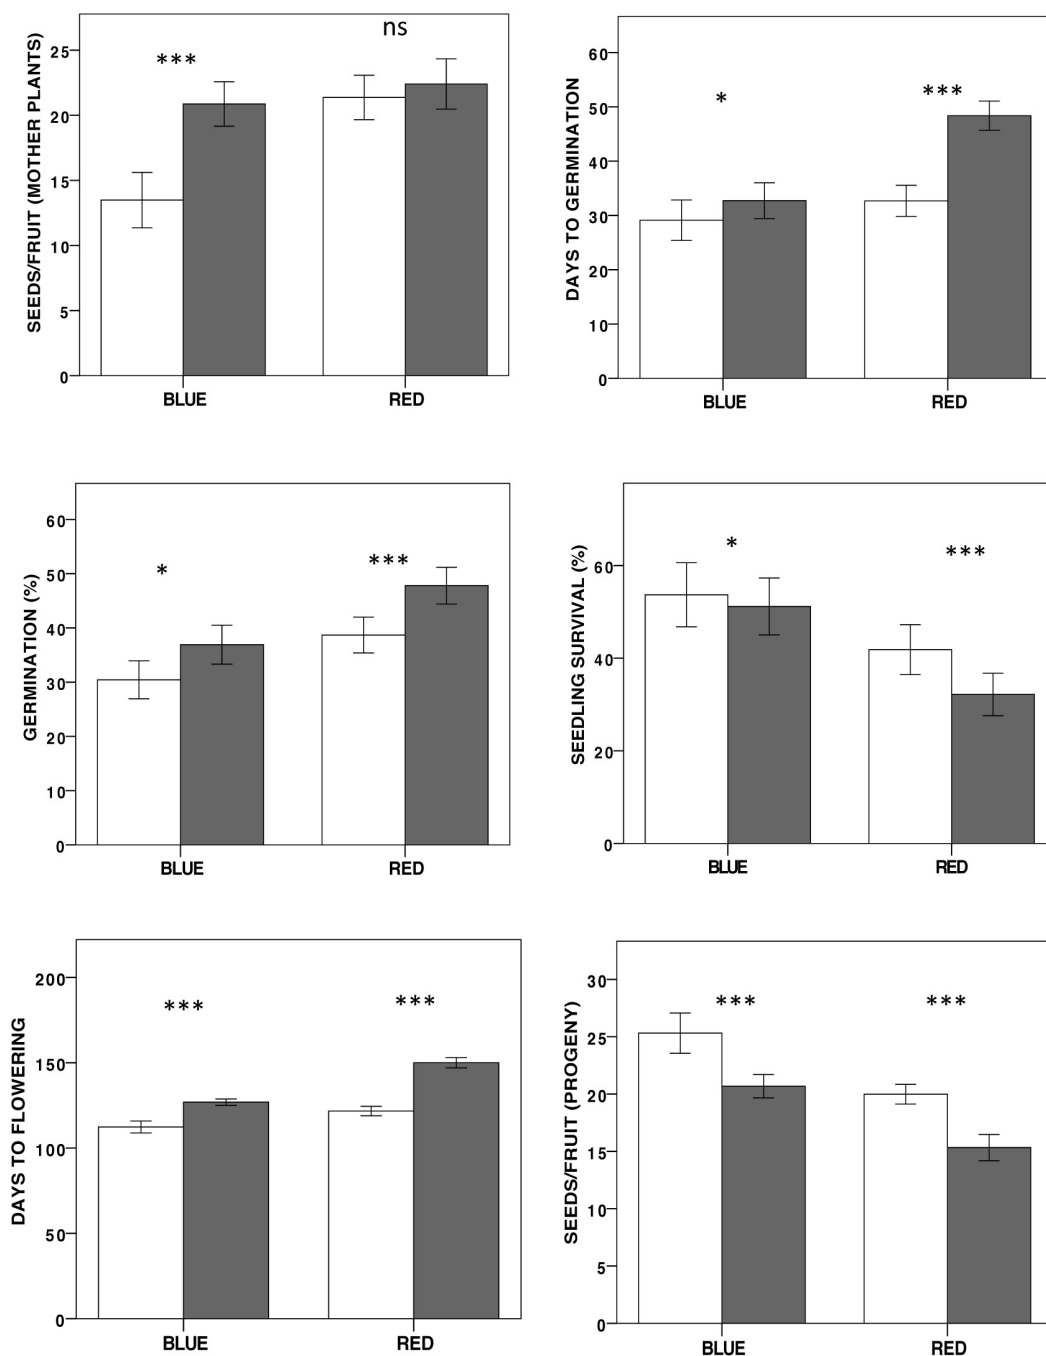 SEEDS/FRUIT (MOTHER PLANTS)
25
20
15
10
5
0
***
ns
BLUE
RED
DAYS TO GERMINATION
60
50
40
30
20
10
0
*
***
BLUE
RED
GERMINATION (%)
60
50
40
30
20
10
0
*
***
BLUE
RED
SEEDLING SURVIVAL (%)
60
40
20
0
*
***
BLUE
RED
DAYS TO FLOWERING
200
150
100
50
0
***
***
BLUE
RED
SEEDS/FRUIT (PROGENY)
30
25
20
15
10
5
0
***
***
BLUE
RED